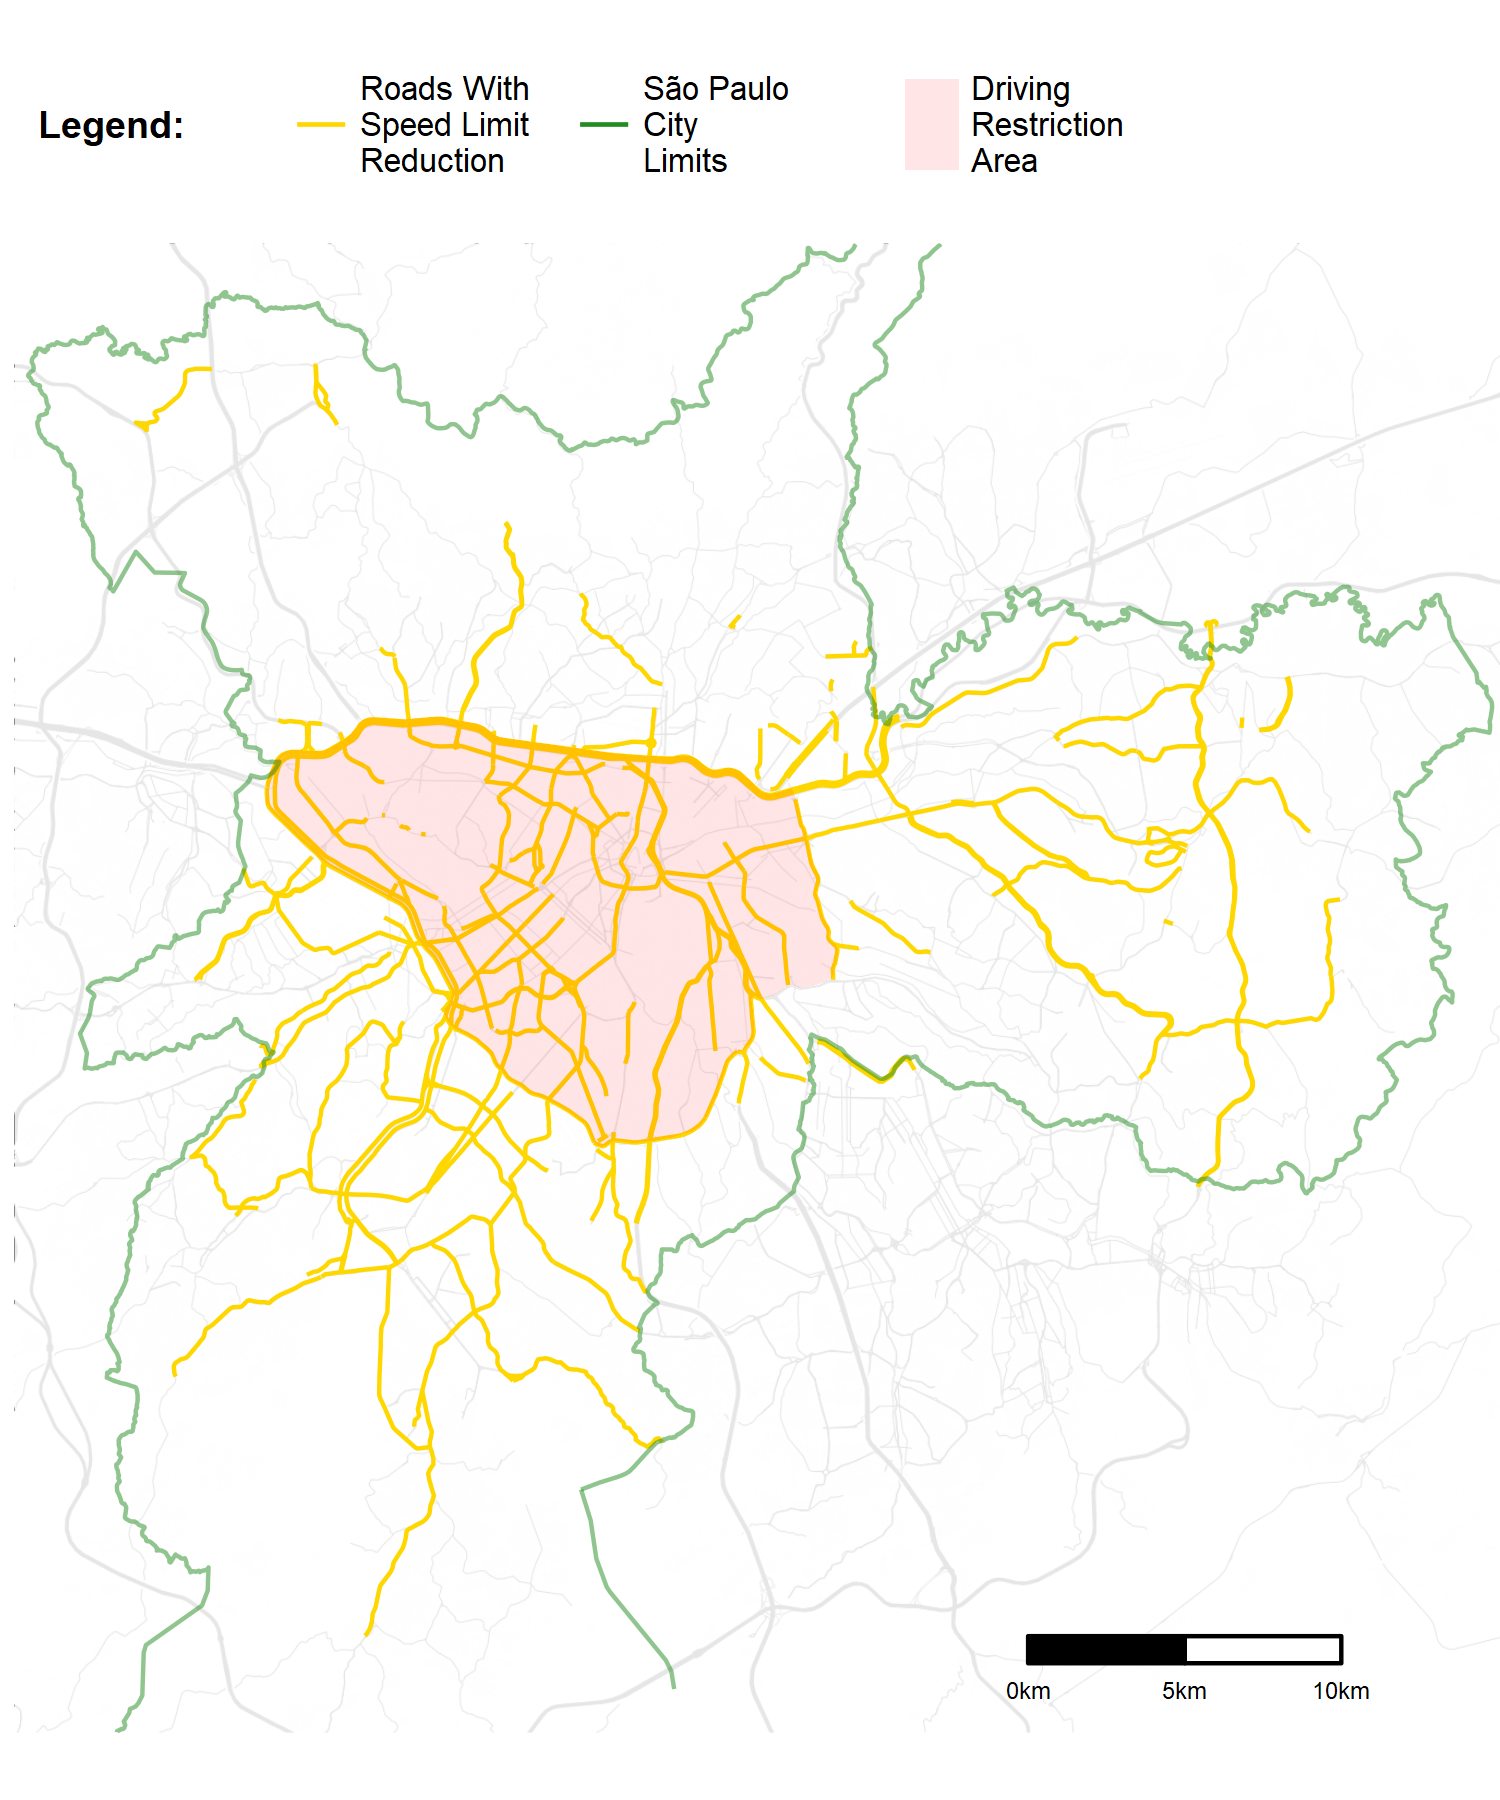 Legend:
Roads With
Speed Limit
Reduction
São Paulo
City
Limits
Driving
Restriction
Area
0km
5km
10km